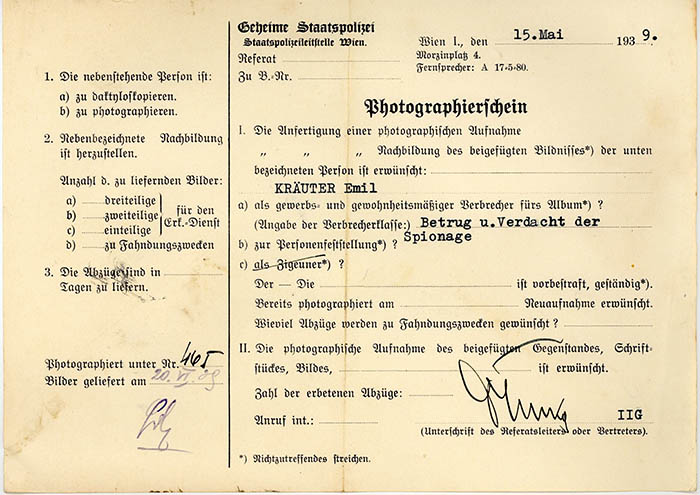 1. Die nebenstehende Person ist:
a) zu daktyloskopieren.
b) zu photographieren.
2. Nebenbezeichnete Nachbildung
ist herzustellen.
Anzahl d. zu liefernden Bilder:
a) dreiteilige
b) zweiteilige
c) einteilige
für den
Erk.-Dienst
d) zu Fahndungszwecken
3. Die Abzüge sind in
Tagen zu liefern.
Photographiert unter Nr. 465
Bilder geliefert am 20. VI. 39
Geheime Staatspolizei
Staatspolizeileitstelle Wien.
Referat
Zu B.-Nr.
Wien I., den 15.Mai 1939.
Morzinplatz 4.
Fernsprecher: A 17-5-80.
Photographierschein
I. Die Anfertigung einer photographischen Aufnahme
„ „ „ Nachbildung des beigefügten Bildnisses*) der unten
bezeichneten Person ist erwünscht:
KRÄUTER Emil
a) als gewerbs- und gewohnheitsmäßiger Verbrecher fürs Album*) ?
(Angabe der Verbrecherklasse:) Betrug u.Verdacht der
Spionage
b) zur Personenfeststellung*) ?
c) als Zigeuner*) ?
Der — Die ist vorbestraft, geständig*).
Bereits photographiert am Neuaufnahme erwünscht.
Wieviel Abzüge werden zu Fahndungszwecken gewünscht ?
II. Die photographische Aufnahme des beigefügten Gegenstandes, Schrift-
stückes, Bildes, ist erwünscht.
Zahl der erbetenen Abzüge:
Anruf int.: IIG
(Unterschrift des Referatsleiters oder Vertreters).
*) Nichtzutreffendes streichen.